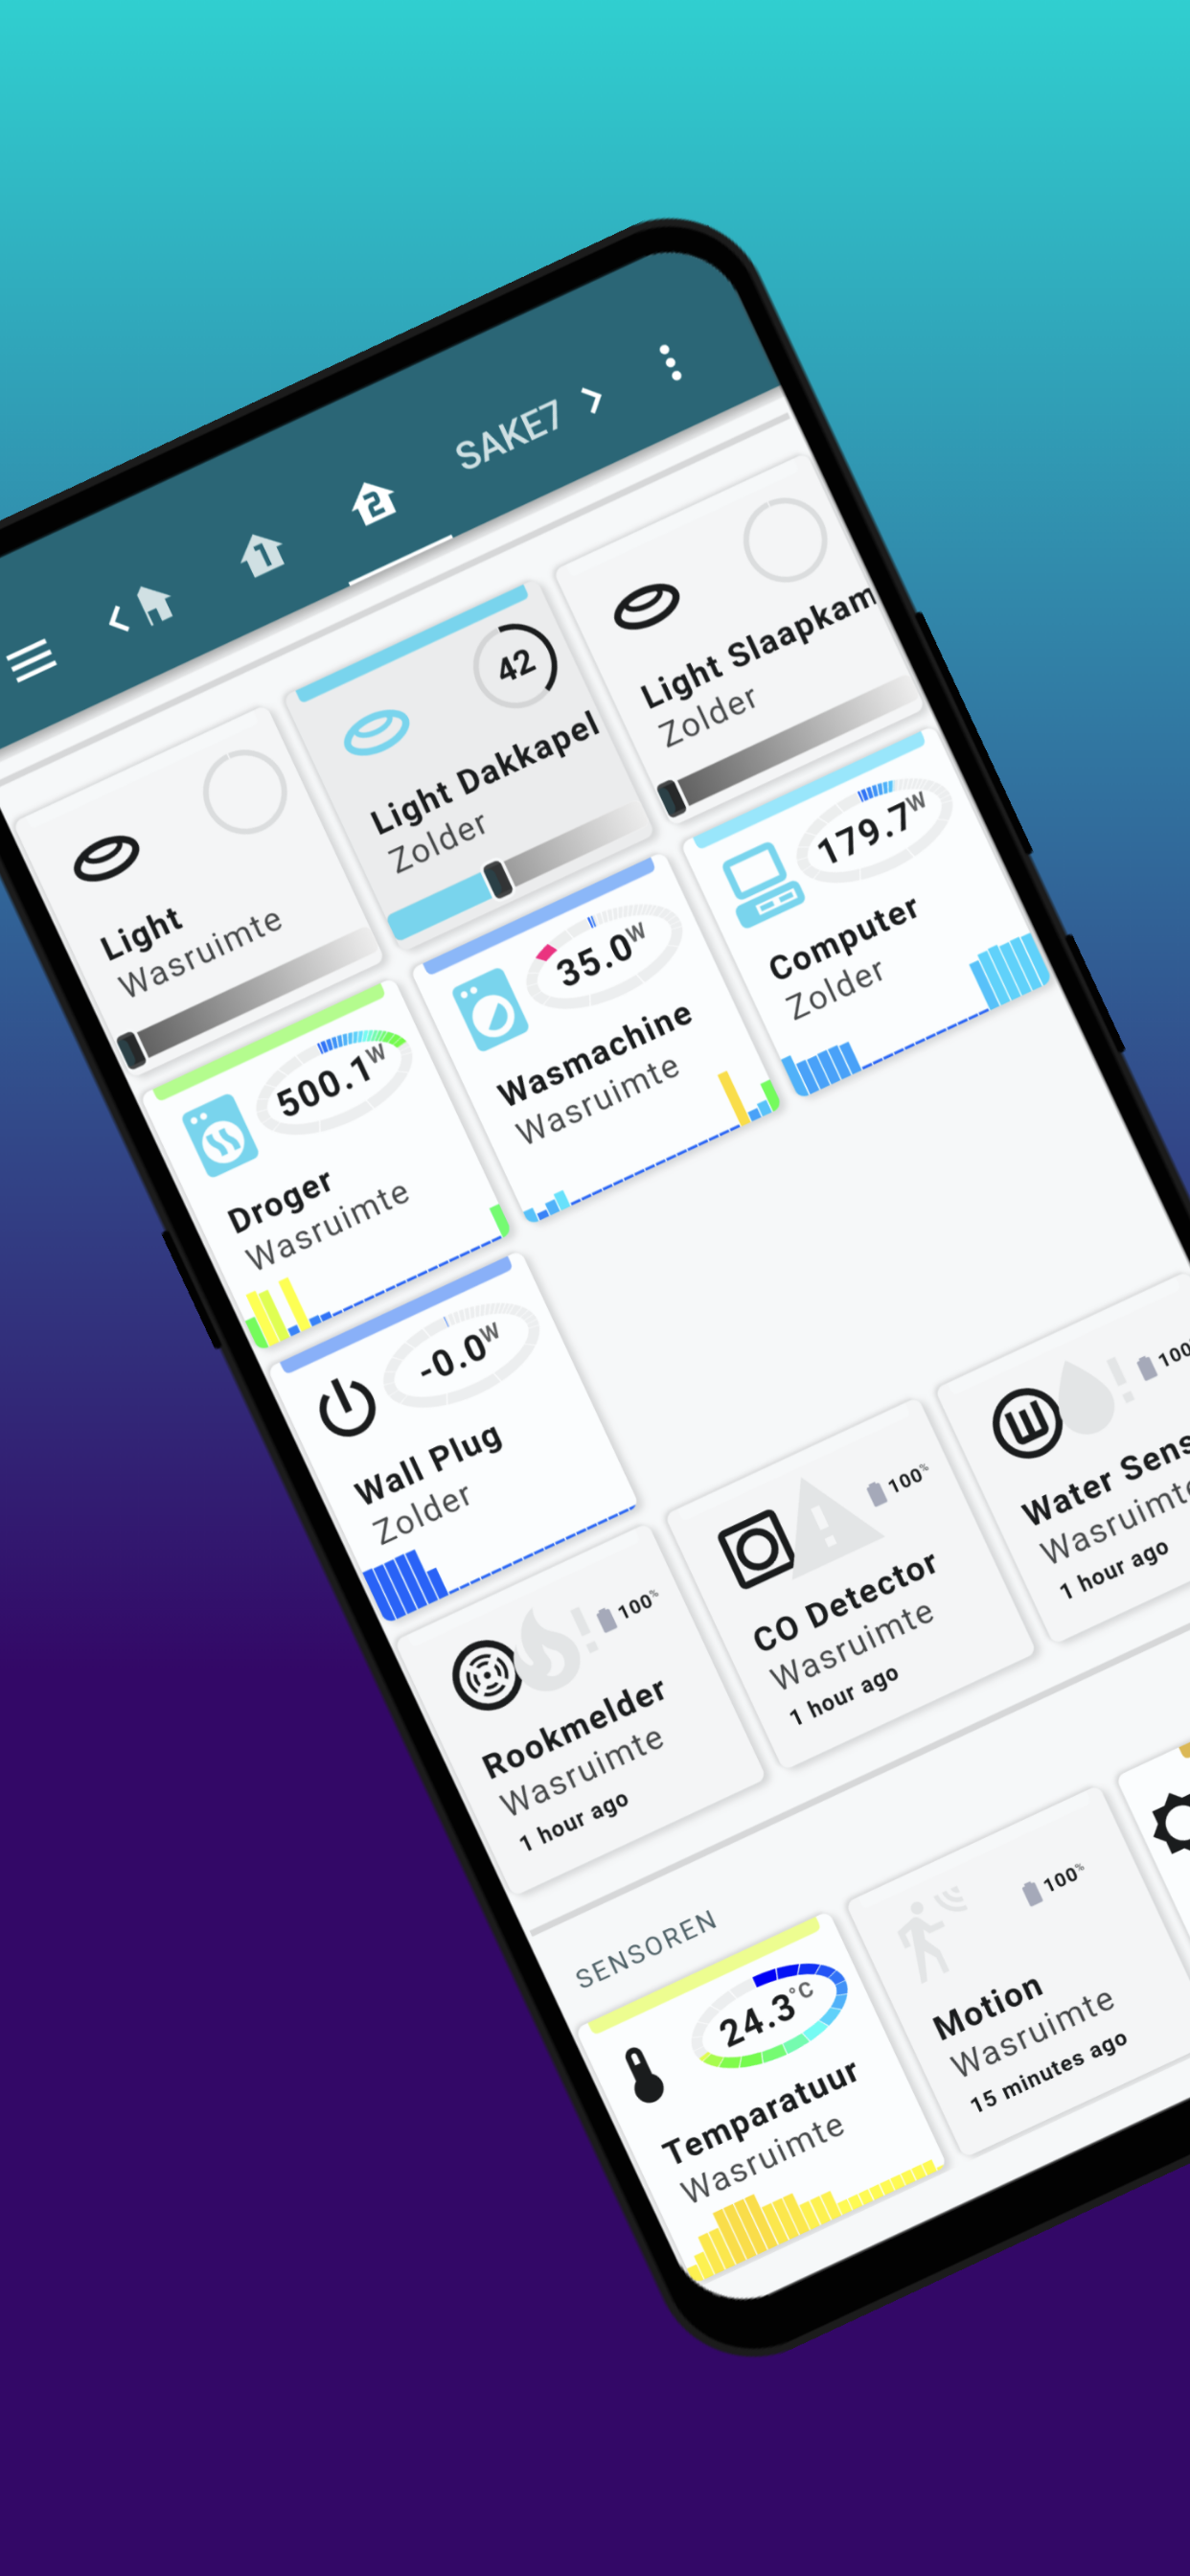 1
2
SAKE7
Light
Wasruimte
42
Light Dakkapel
Zolder
Light Slaapkam
Zolder
500.1W
Droger
Wasruimte
35.0W
Wasmachine
Wasruimte
179.7W
Computer
Zolder
-0.0W
Wall Plug
Zolder
100%
Rookmelder
Wasruimte
1 hour ago
100%
CO Detector
Wasruimte
1 hour ago
100%
Water Sens
Wasruimte
1 hour ago
SENSOREN
24.3°C
Temparatuur
Wasruimte
100%
Motion
Wasruimte
15 minutes ago